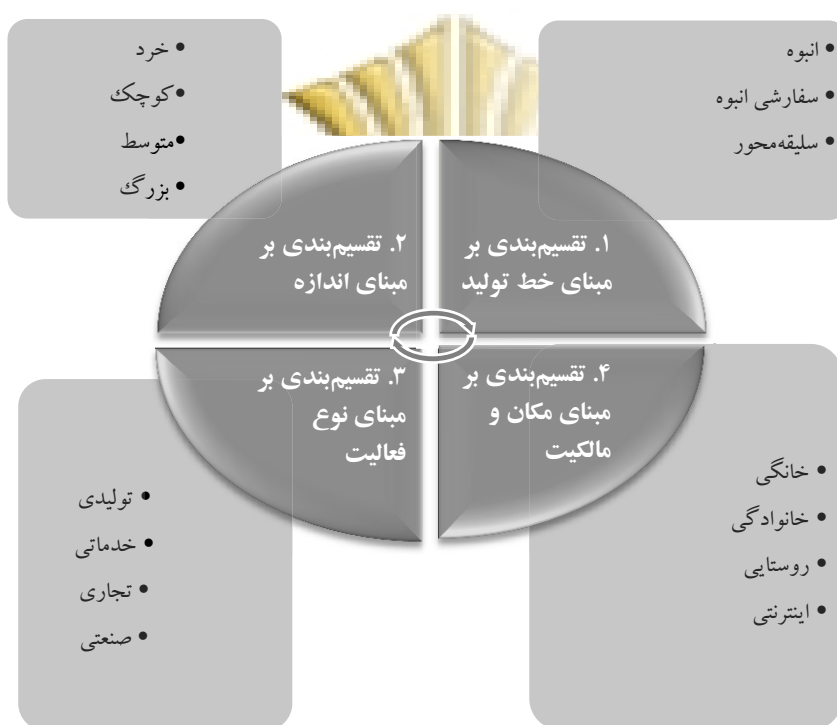 • انبوه
• سفارشی انبوه
• سلیقه‌محور
۱. تقسیم‌بندی بر
مبنای خط تولید
• خرد
• کوچک
• متوسط
• بزرگ
۲. تقسیم‌بندی بر
مبنای اندازه
۳. تقسیم‌بندی بر
مبنای نوع
فعالیت
• تولیدی
• خدماتی
• تجاری
• صنعتی
۴. تقسیم‌بندی بر
مبنای مکان و
مالکیت
• خانگی
• خانوادگی
• روستایی
• اینترنتی